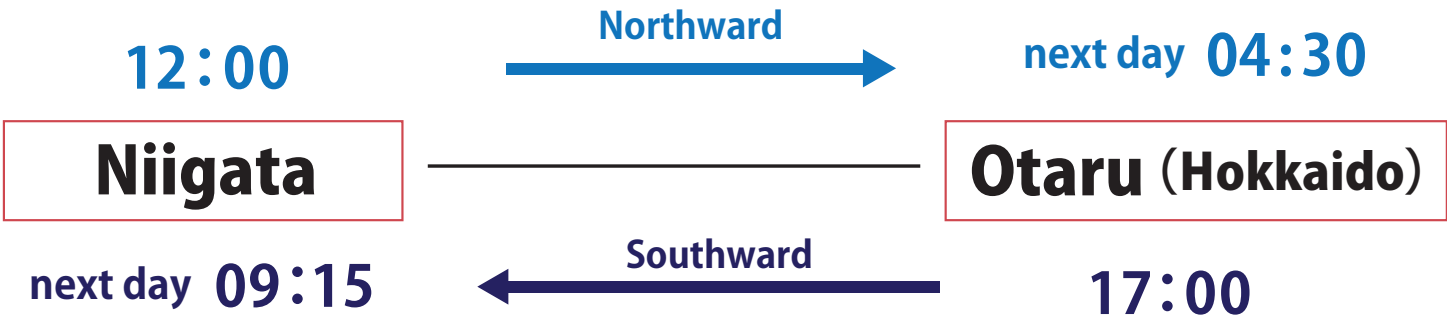 Northward
12:00 next day 04:30
Niigata Otaru (Hokkaido)
Southward
next day 09:15 17:00